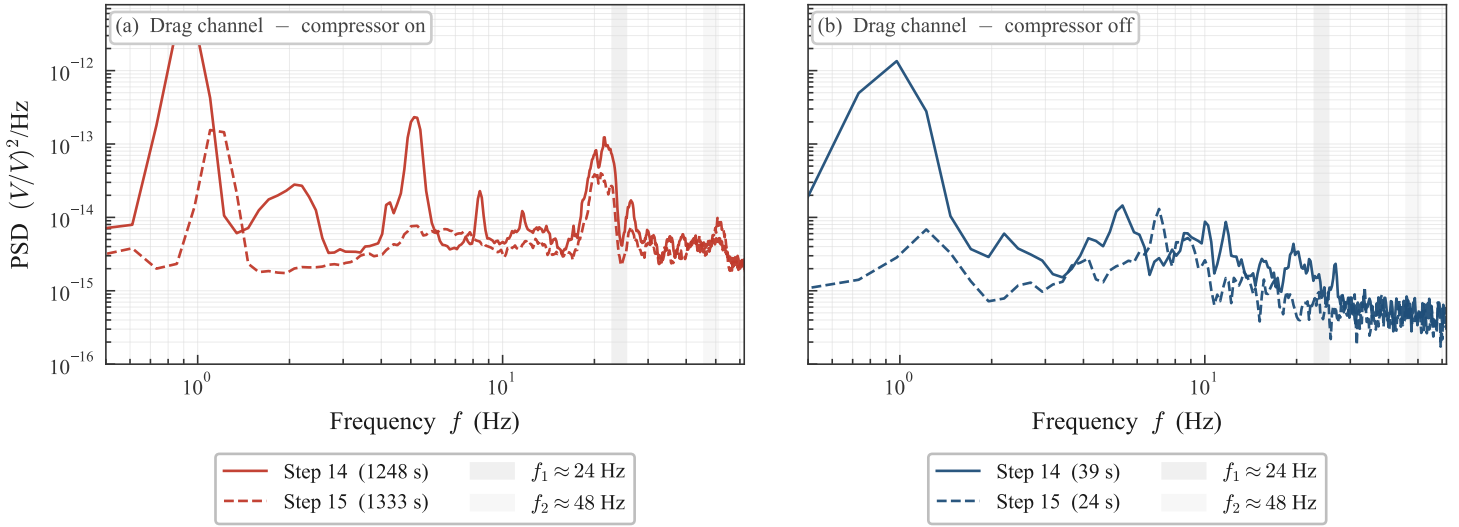 (a) Drag channel − compressor on
10⁻¹²
10⁻¹³
10⁻¹⁴
10⁻¹⁵
10⁻¹⁶
PSD (V/V)²/Hz
10⁰
10¹
Frequency f (Hz)
Step 14 (1248 s)
Step 15 (1333 s)
f₁ ≈ 24 Hz
f₂ ≈ 48 Hz
(b) Drag channel − compressor off
10⁰
10¹
Frequency f (Hz)
Step 14 (39 s)
Step 15 (24 s)
f₁ ≈ 24 Hz
f₂ ≈ 48 Hz